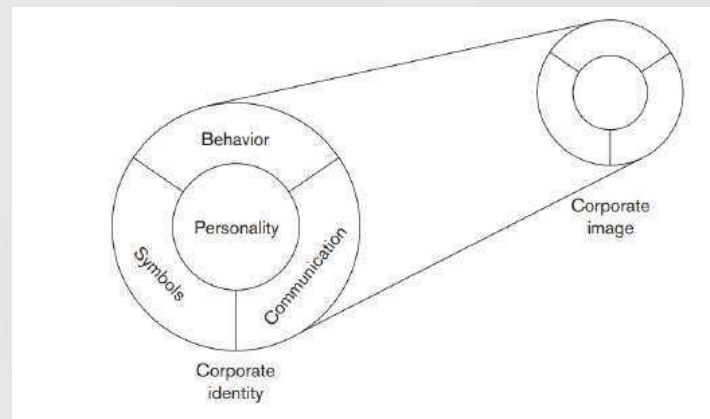 Behavior
Personality
Symbols
Communication
Corporate
identity
Corporate
image